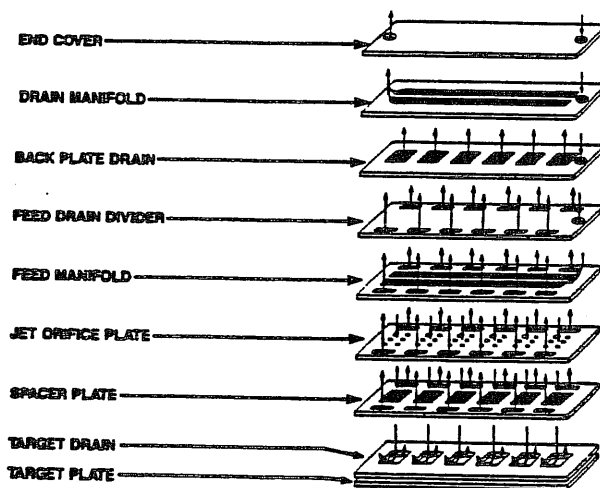 END COVER
DRAIN MANIFOLD
BACK PLATE DRAIN
FEED DRAIN DIVIDER
FEED MANIFOLD
JET ORIFICE PLATE
SPACER PLATE
TARGET DRAIN
TARGET PLATE